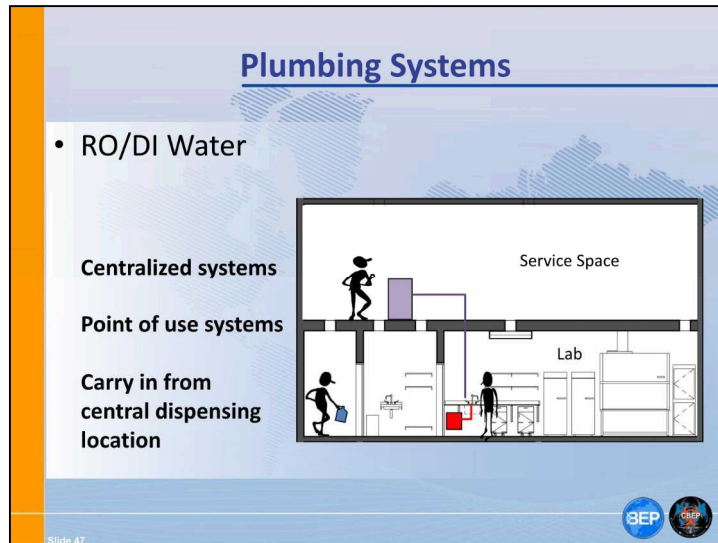 Plumbing Systems
• RO/DI Water
Centralized systems
Point of use systems
Carry in from
central dispensing
location
Service Space
Lab
BEP
CBEP
Slide 47